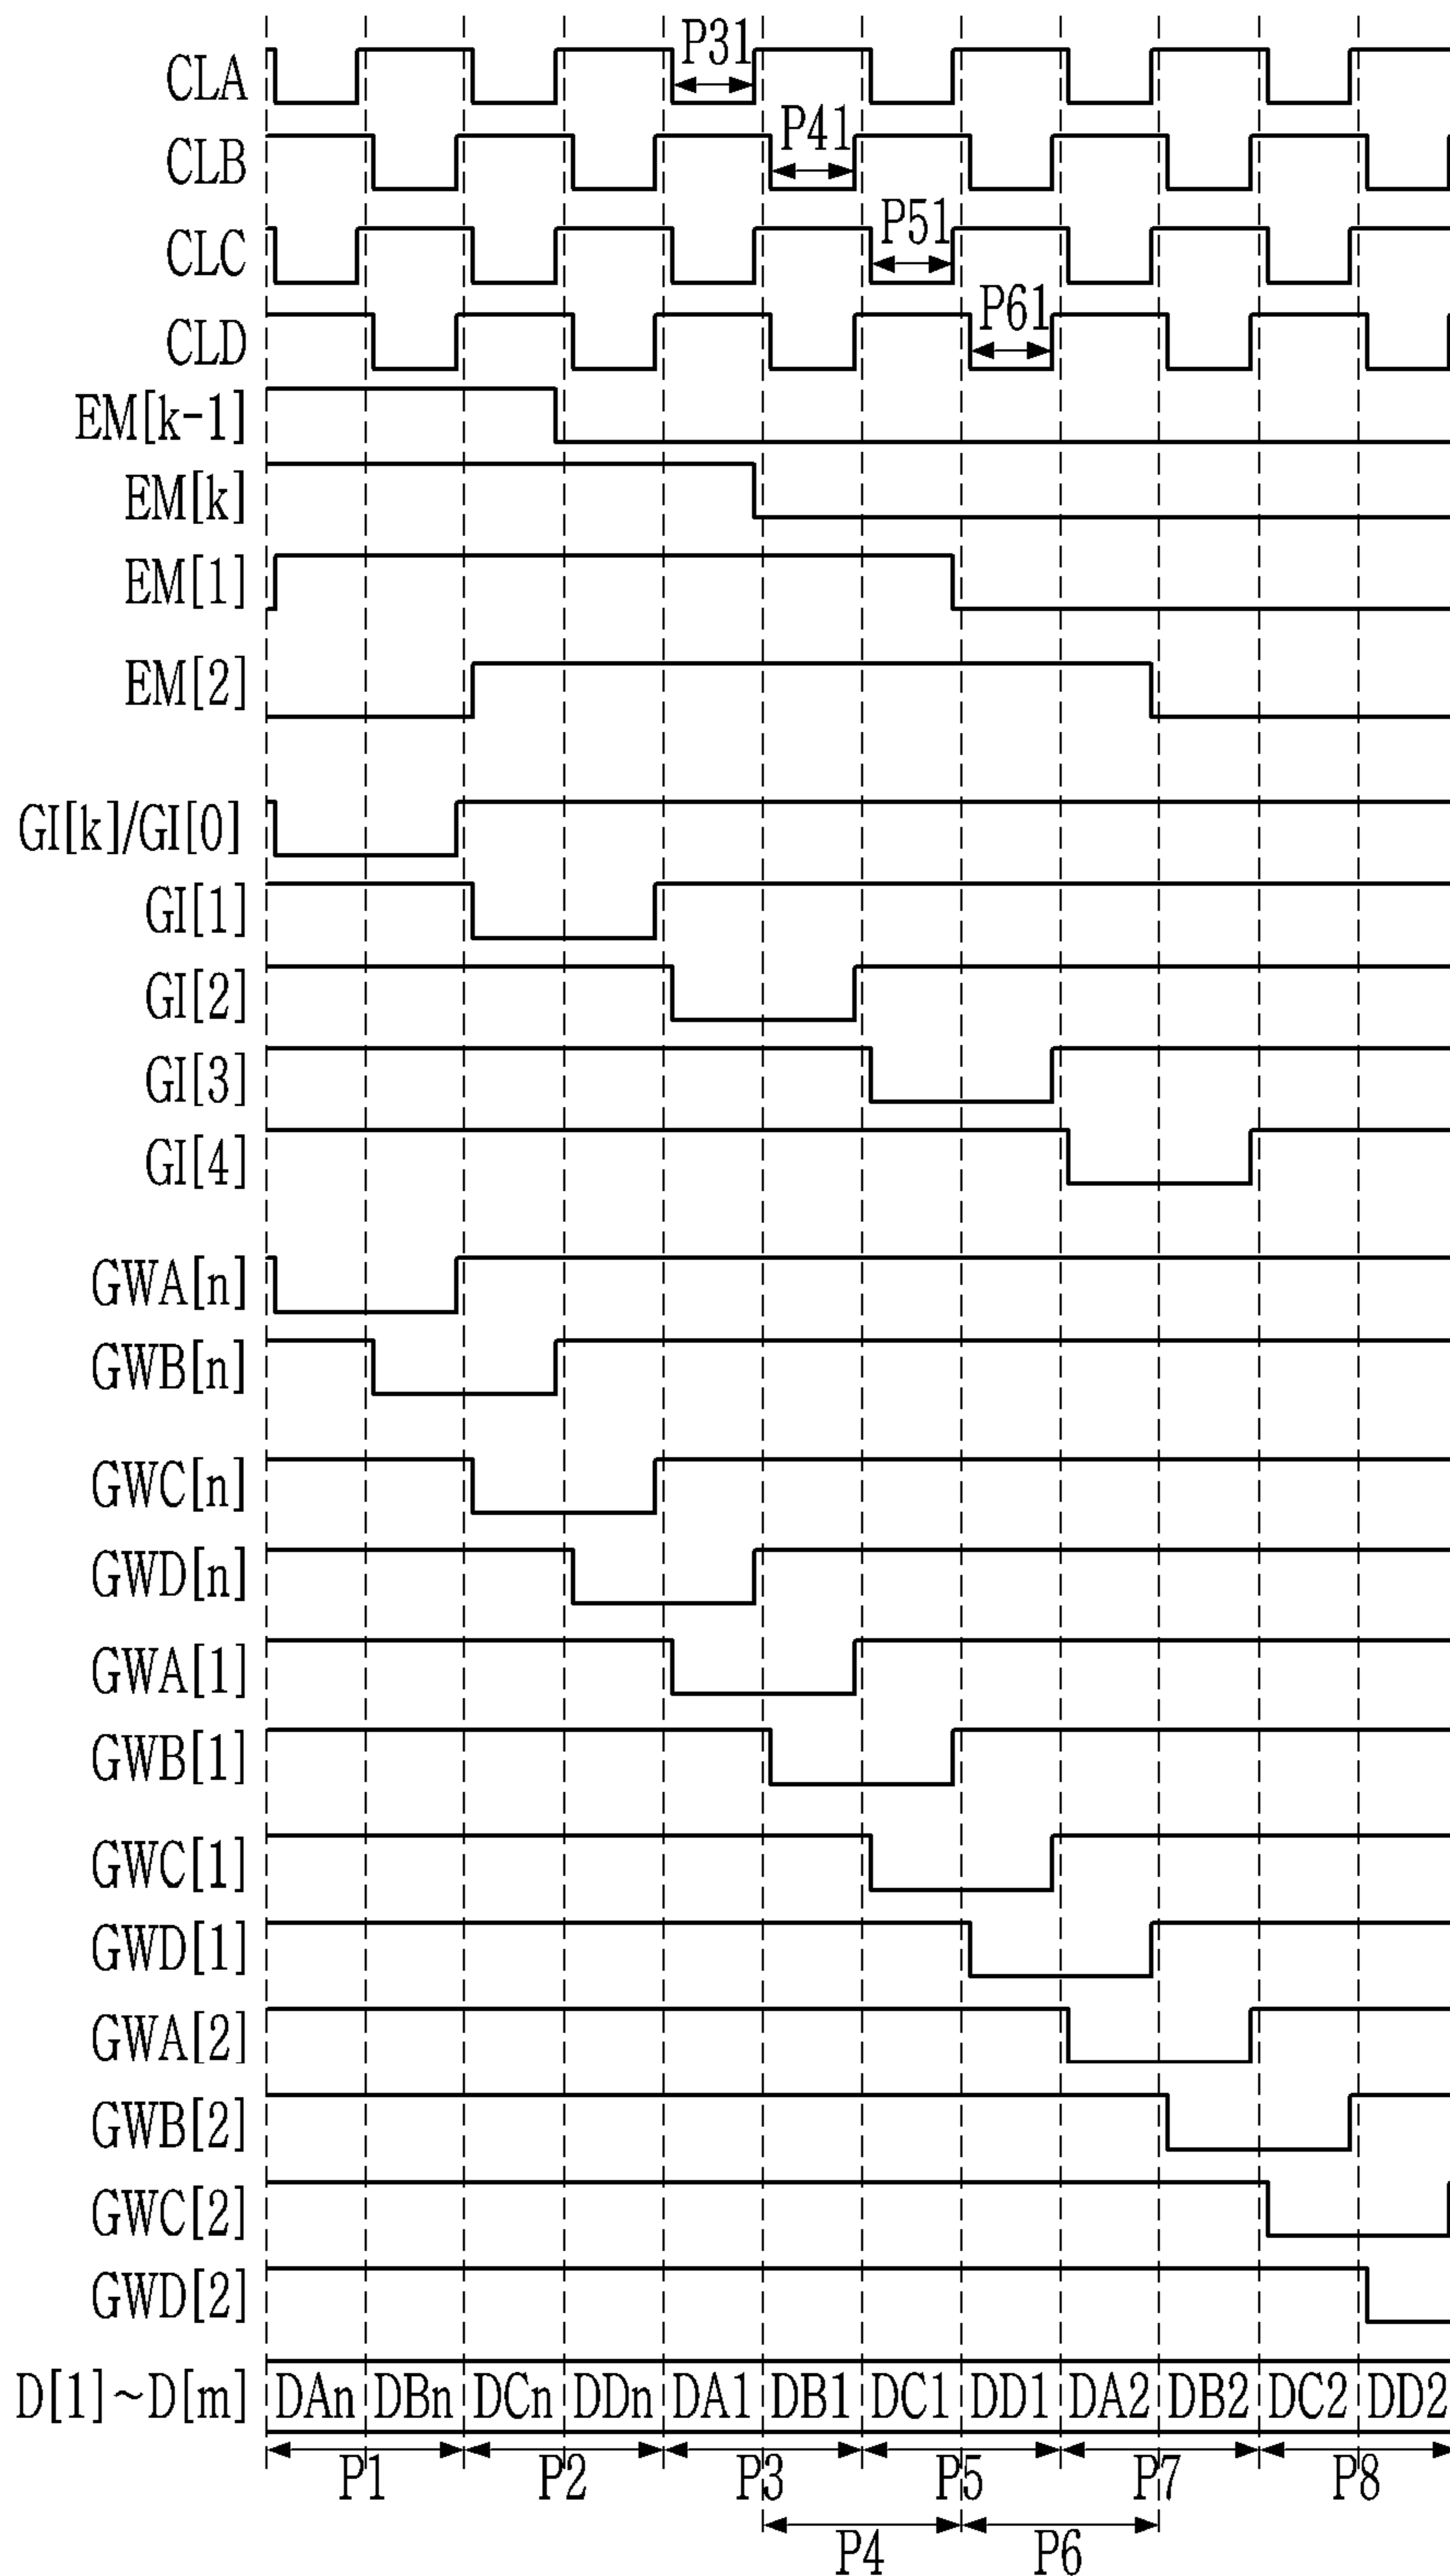 CLA
P31
CLB
P41
CLC
P51
CLD
P61
EM[k-1]
EM[k]
EM[1]
EM[2]
GI[k]/GI[0]
GI[1]
GI[2]
GI[3]
GI[4]
GWA[n]
GWB[n]
GWC[n]
GWD[n]
GWA[1]
GWB[1]
GWC[1]
GWD[1]
GWA[2]
GWB[2]
GWC[2]
GWD[2]
D[1]~D[m] DAn DBn DCn DDn DA1 DB1 DC1 DD1 DA2 DB2 DC2 DD2
P1 P2 P3 P5 P7 P8
P4 P6